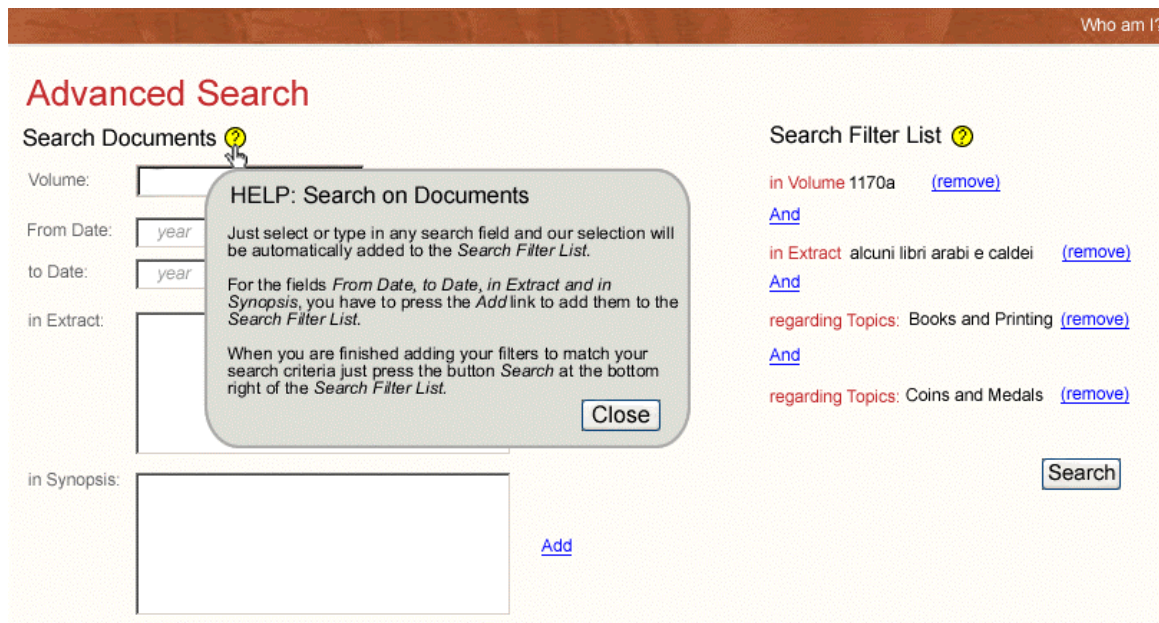 Who am I?
Advanced Search
Search Documents ?
Volume:
From Date: year
to Date: year
in Extract:
in Synopsis:
Add
HELP: Search on Documents
Just select or type in any search field and our selection will
be automatically added to the Search Filter List.
For the fields From Date, to Date, in Extract and in
Synopsis, you have to press the Add link to add them to the
Search Filter List.
When you are finished adding your filters to match your
search criteria just press the button Search at the bottom
right of the Search Filter List.
Close
Search Filter List ?
in Volume 1170a (remove)
And
in Extract alcuni libri arabi e caldei (remove)
And
regarding Topics: Books and Printing (remove)
And
regarding Topics: Coins and Medals (remove)
Search